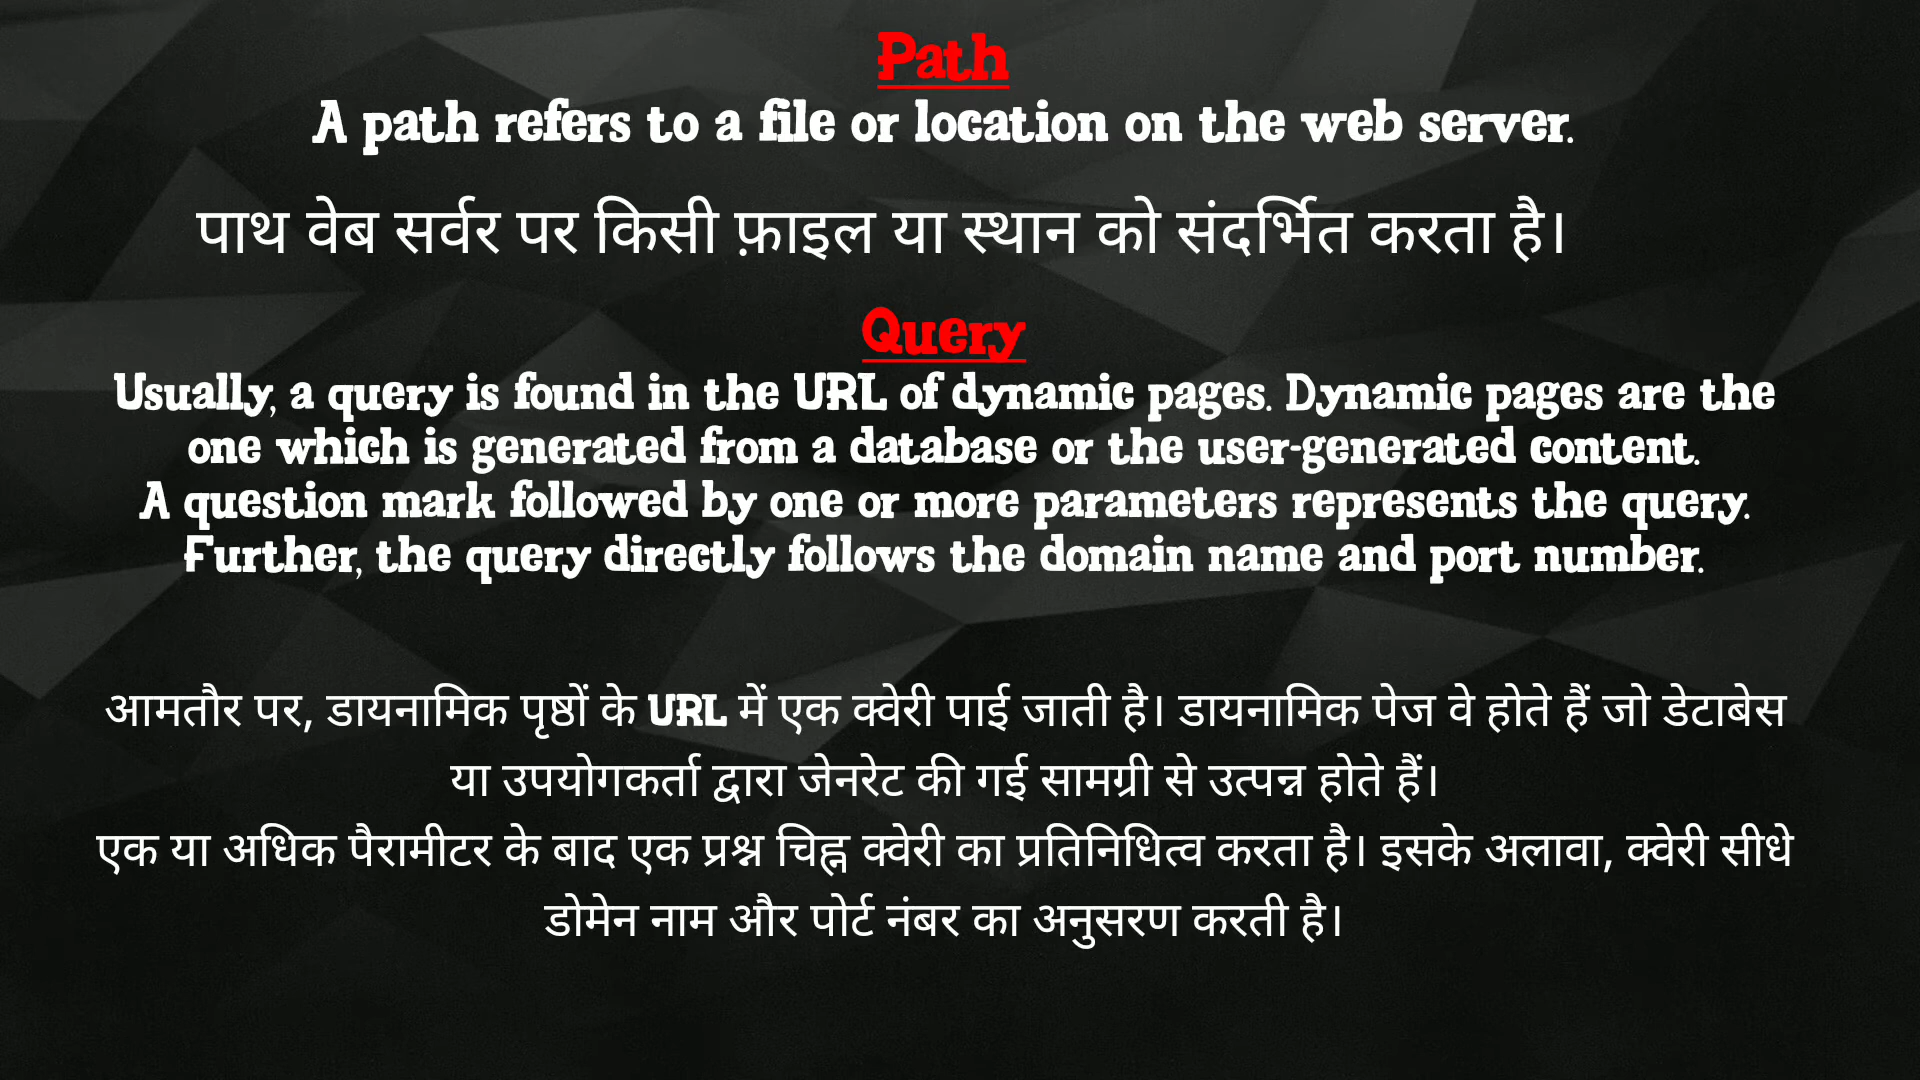 Path
A path refers to a file or location on the web server.
पाथ वेब सर्वर पर किसी फ़ाइल या स्थान को संदर्भित करता है।
Query
Usually, a query is found in the URL of dynamic pages. Dynamic pages are the
one which is generated from a database or the user-generated content.
A question mark followed by one or more parameters represents the query.
Further, the query directly follows the domain name and port number.
आमतौर पर, डायनामिक पृष्ठों के URL में एक क्वेरी पाई जाती है। डायनामिक पेज वे होते हैं जो डेटाबेस
या उपयोगकर्ता द्वारा जेनरेट की गई सामग्री से उत्पन्न होते हैं।
एक या अधिक पैरामीटर के बाद एक प्रश्न चिह्न क्वेरी का प्रतिनिधित्व करता है। इसके अलावा, क्वेरी सीधे
डोमेन नाम और पोर्ट नंबर का अनुसरण करती है।